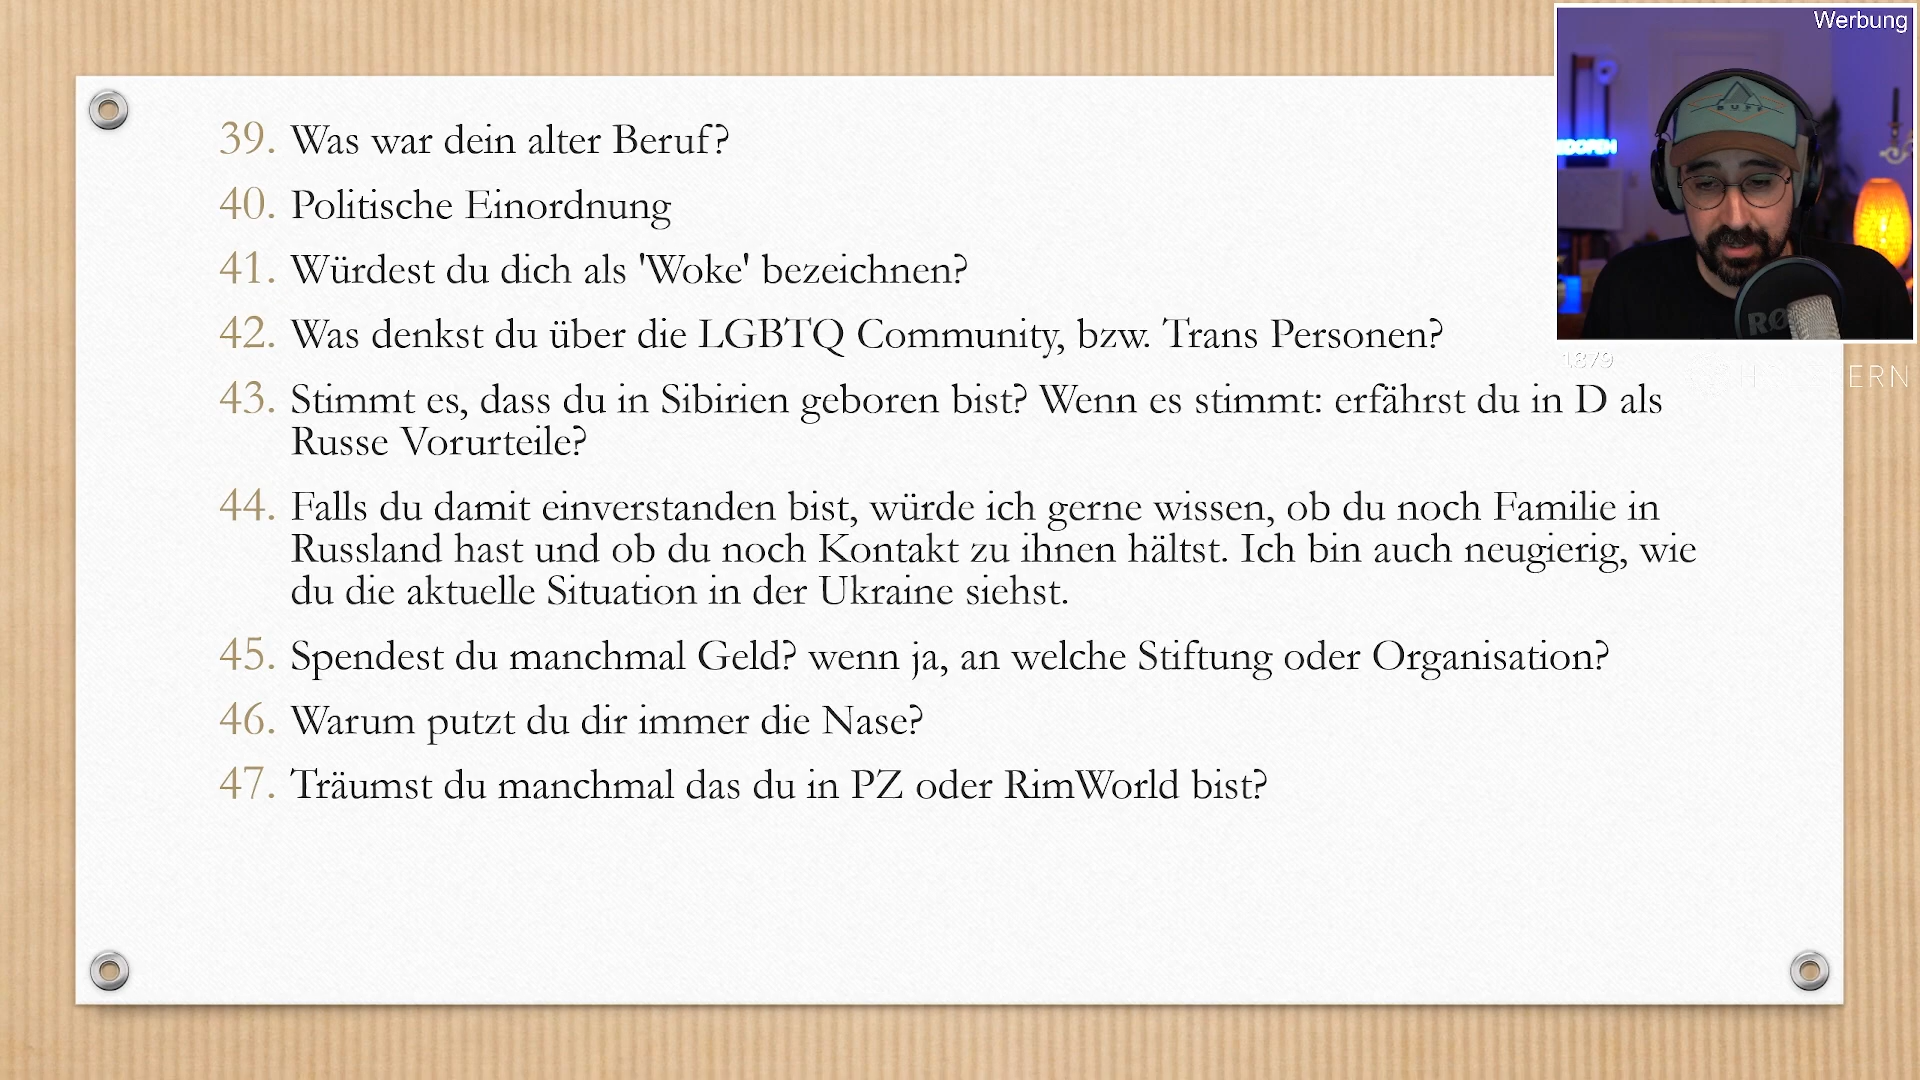 Werbung
39. Was war dein alter Beruf?
40. Politische Einordnung
41. Würdest du dich als 'Woke' bezeichnen?
42. Was denkst du über die LGBTQ Community, bzw. Trans Personen?
43. Stimmt es, dass du in Sibirien geboren bist? Wenn es stimmt: erfährst du in D als
Russe Vorurteile?
44. Falls du damit einverstanden bist, würde ich gerne wissen, ob du noch Familie in
Russland hast und ob du noch Kontakt zu ihnen hältst. Ich bin auch neugierig, wie
du die aktuelle Situation in der Ukraine siehst.
45. Spendest du manchmal Geld? wenn ja, an welche Stiftung oder Organisation?
46. Warum putzt du dir immer die Nase?
47. Träumst du manchmal das du in PZ oder RimWorld bist?
BUFF
1879
ERN